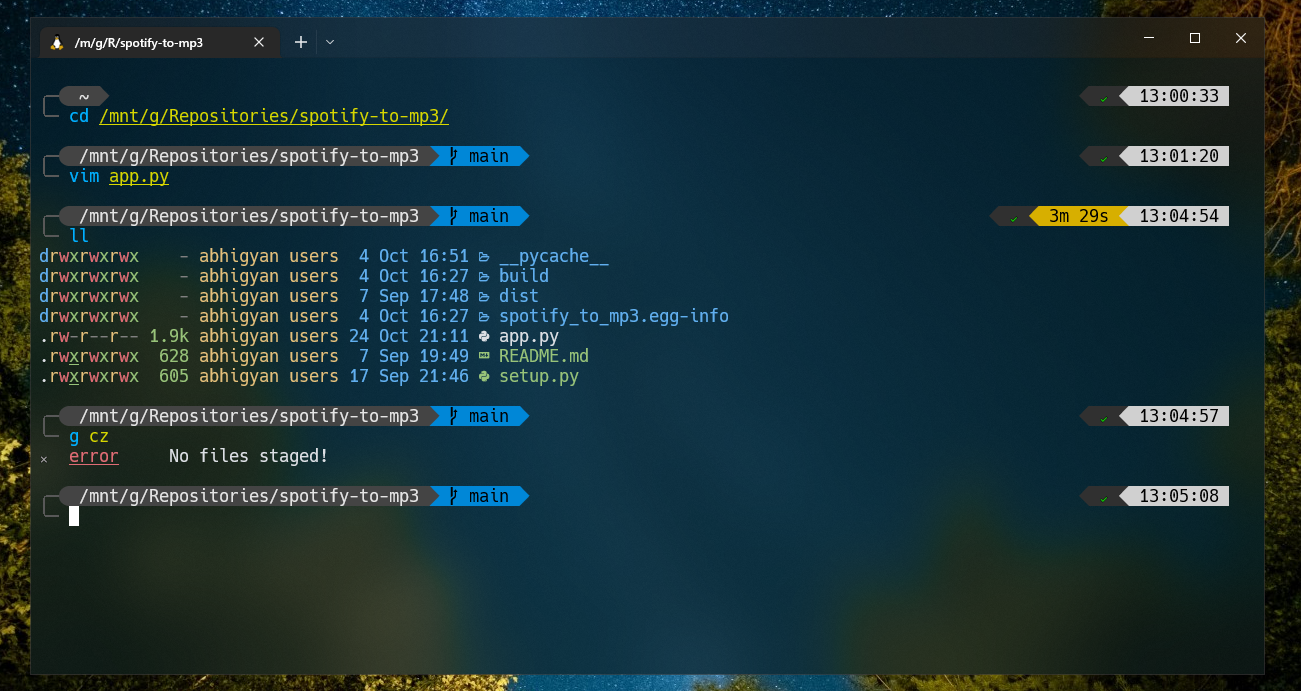 /m/g/R/spotify-to-mp3
~ 13:00:33
cd /mnt/g/Repositories/spotify-to-mp3/
/mnt/g/Repositories/spotify-to-mp3 main 13:01:20
vim app.py
/mnt/g/Repositories/spotify-to-mp3 main 3m 29s 13:04:54
ll
drwxrwxrwx - abhigyan users 4 Oct 16:51 __pycache__
drwxrwxrwx - abhigyan users 4 Oct 16:27 build
drwxrwxrwx - abhigyan users 7 Sep 17:48 dist
drwxrwxrwx - abhigyan users 4 Oct 16:27 spotify_to_mp3.egg-info
.rw-r--r-- 1.9k abhigyan users 24 Oct 21:11 app.py
.rwxrwxrwx 628 abhigyan users 7 Sep 19:49 README.md
.rwxrwxrwx 605 abhigyan users 17 Sep 21:46 setup.py
/mnt/g/Repositories/spotify-to-mp3 main 13:04:57
g cz
× error No files staged!
/mnt/g/Repositories/spotify-to-mp3 main 13:05:08